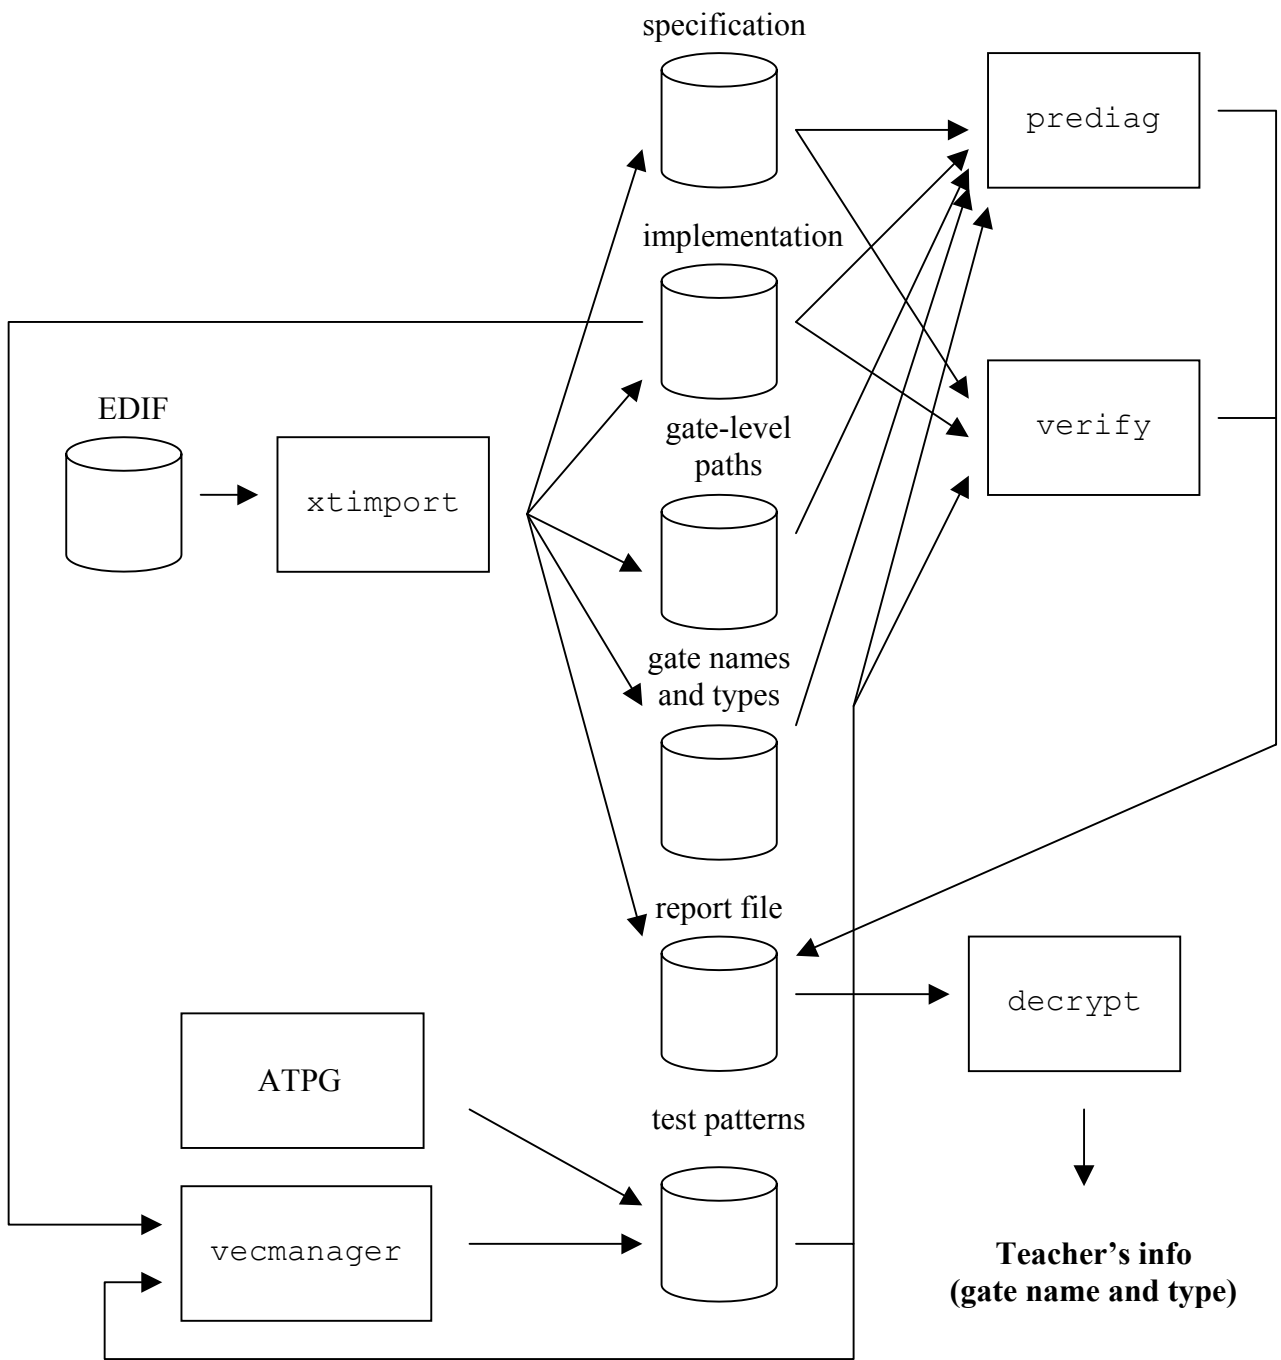 specification
prediag
implementation
EDIF
xtimport
gate-level
paths
verify
gate names
and types
report file
decrypt
ATPG
test patterns
vecmanager
Teacher’s info
(gate name and type)